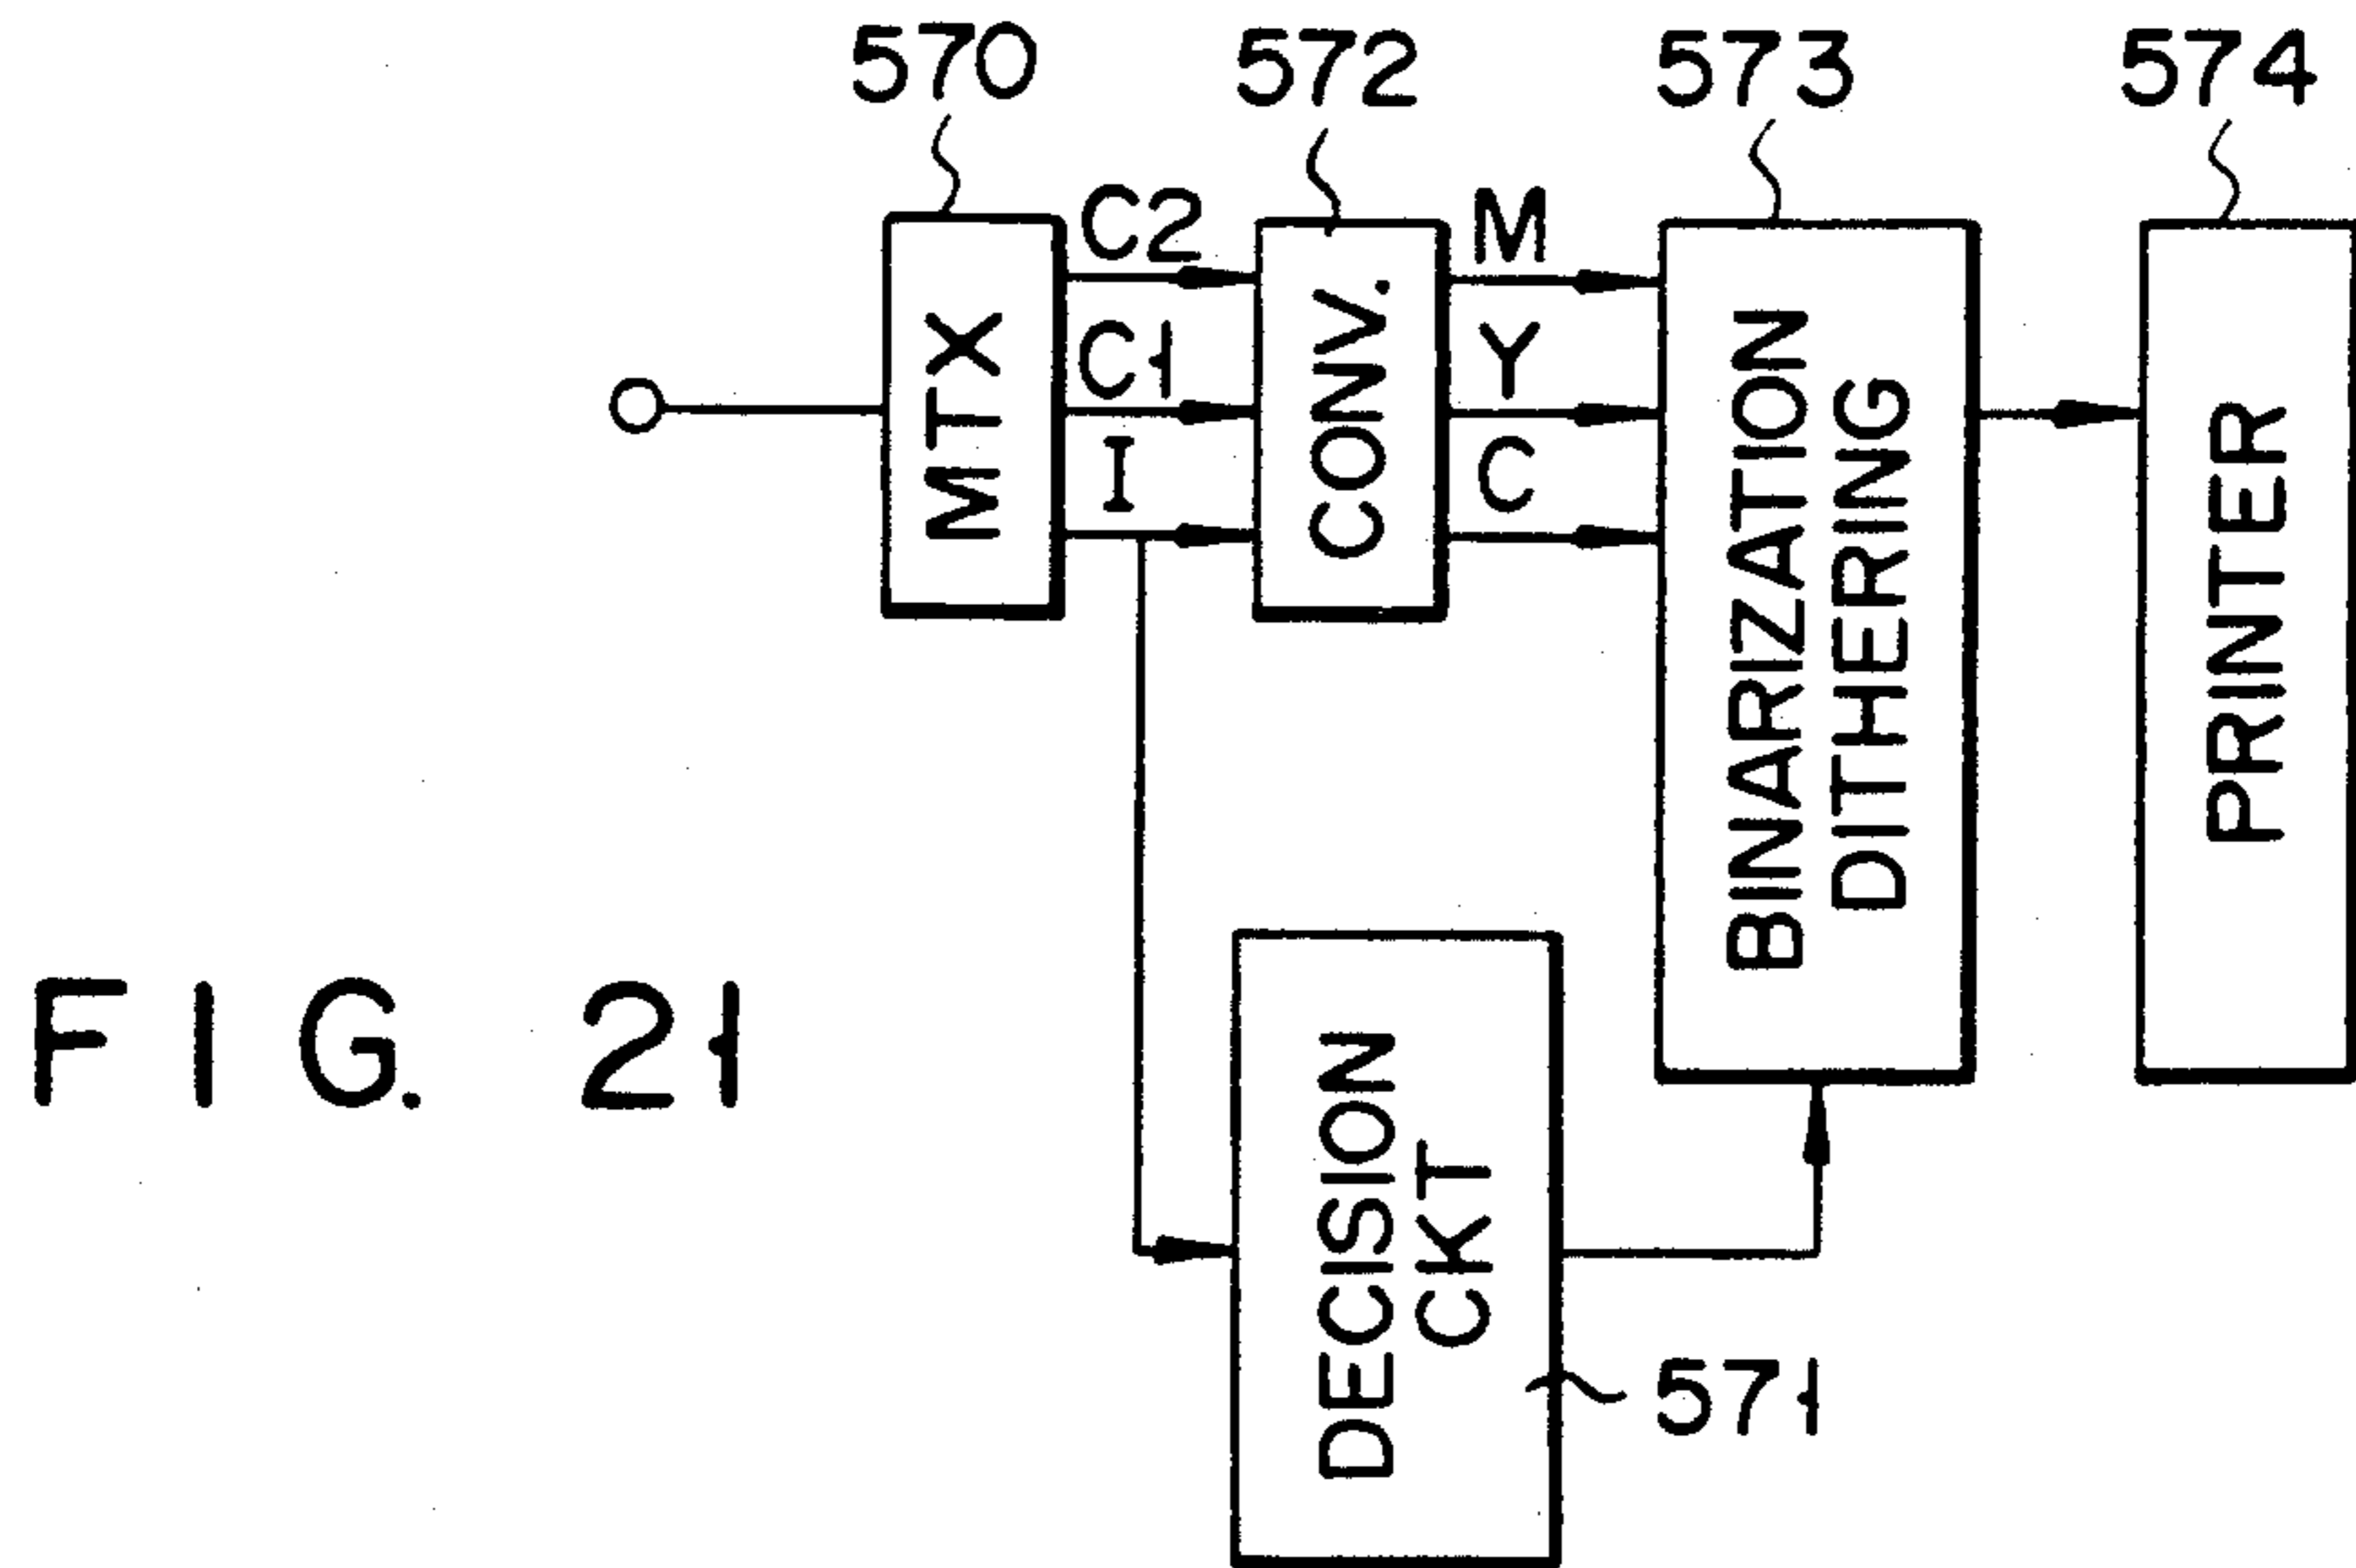 570
572
573
574
C2
M
C1
Y
I
C
MTX
CONV.
BINARIZATION
DITHERING
PRINTER
DECISION
CKT
571
FIG. 21